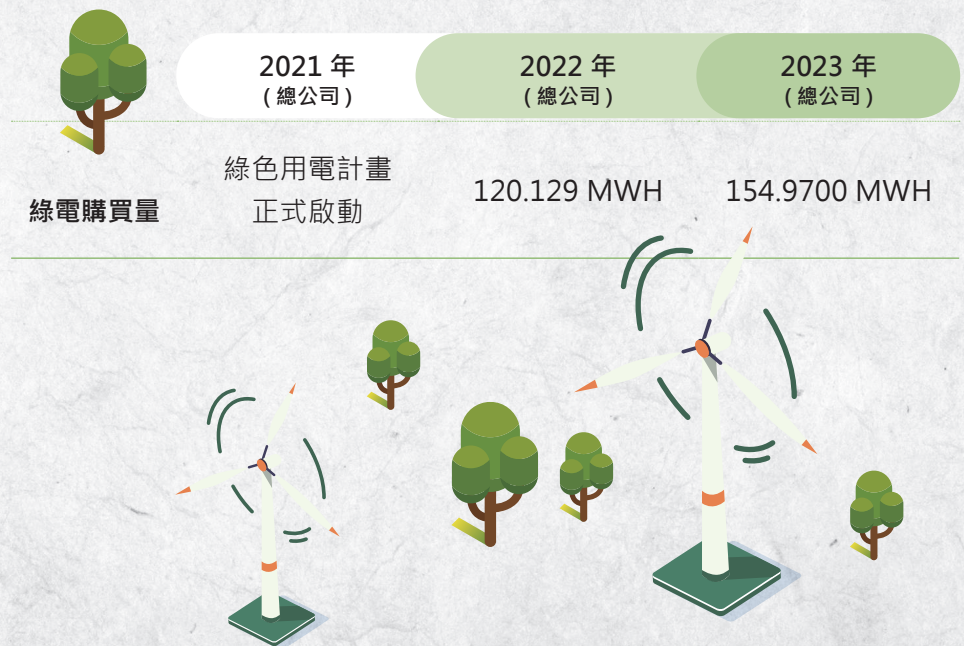 2021 年
(總公司)
2022 年
(總公司)
2023 年
(總公司)
綠電購買量
綠色用電計畫
正式啟動
120.129 MWH
154.9700 MWH